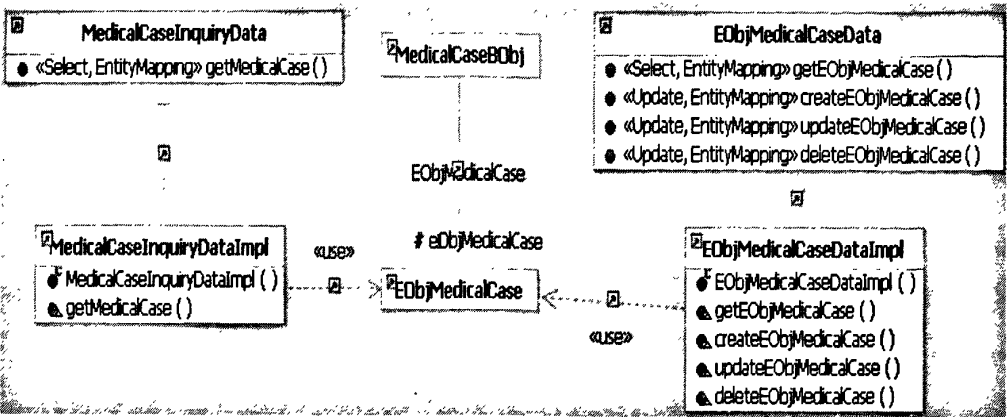 MedicalCaseInquiryData
«Select, EntityMapping» getMedicalCase ( )
MedicalCaseBObj
EObjMedicalCaseData
«Select, EntityMapping» getEObjMedicalCase ( )
«Update, EntityMapping» createEObjMedicalCase ( )
«Update, EntityMapping» updateEObjMedicalCase ( )
«Update, EntityMapping» deleteEObjMedicalCase ( )
EObjMedicalCase
# eObjMedicalCase
MedicalCaseInquiryDataImpl
MedicalCaseInquiryDataImpl ( )
getMedicalCase ( )
«use»
EObjMedicalCase
«use»
EObjMedicalCaseDataImpl
EObjMedicalCaseDataImpl ( )
getEObjMedicalCase ( )
createEObjMedicalCase ( )
updateEObjMedicalCase ( )
deleteEObjMedicalCase ( )